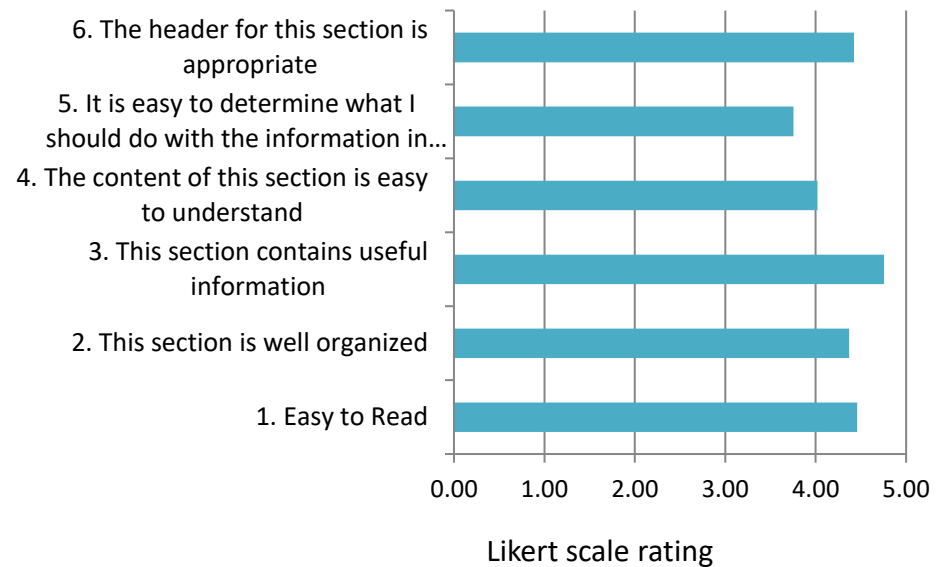 6. The header for this section is
appropriate
5. It is easy to determine what I
should do with the information in…
4. The content of this section is easy
to understand
3. This section contains useful
information
2. This section is well organized
1. Easy to Read
0.00 1.00 2.00 3.00 4.00 5.00
Likert scale rating